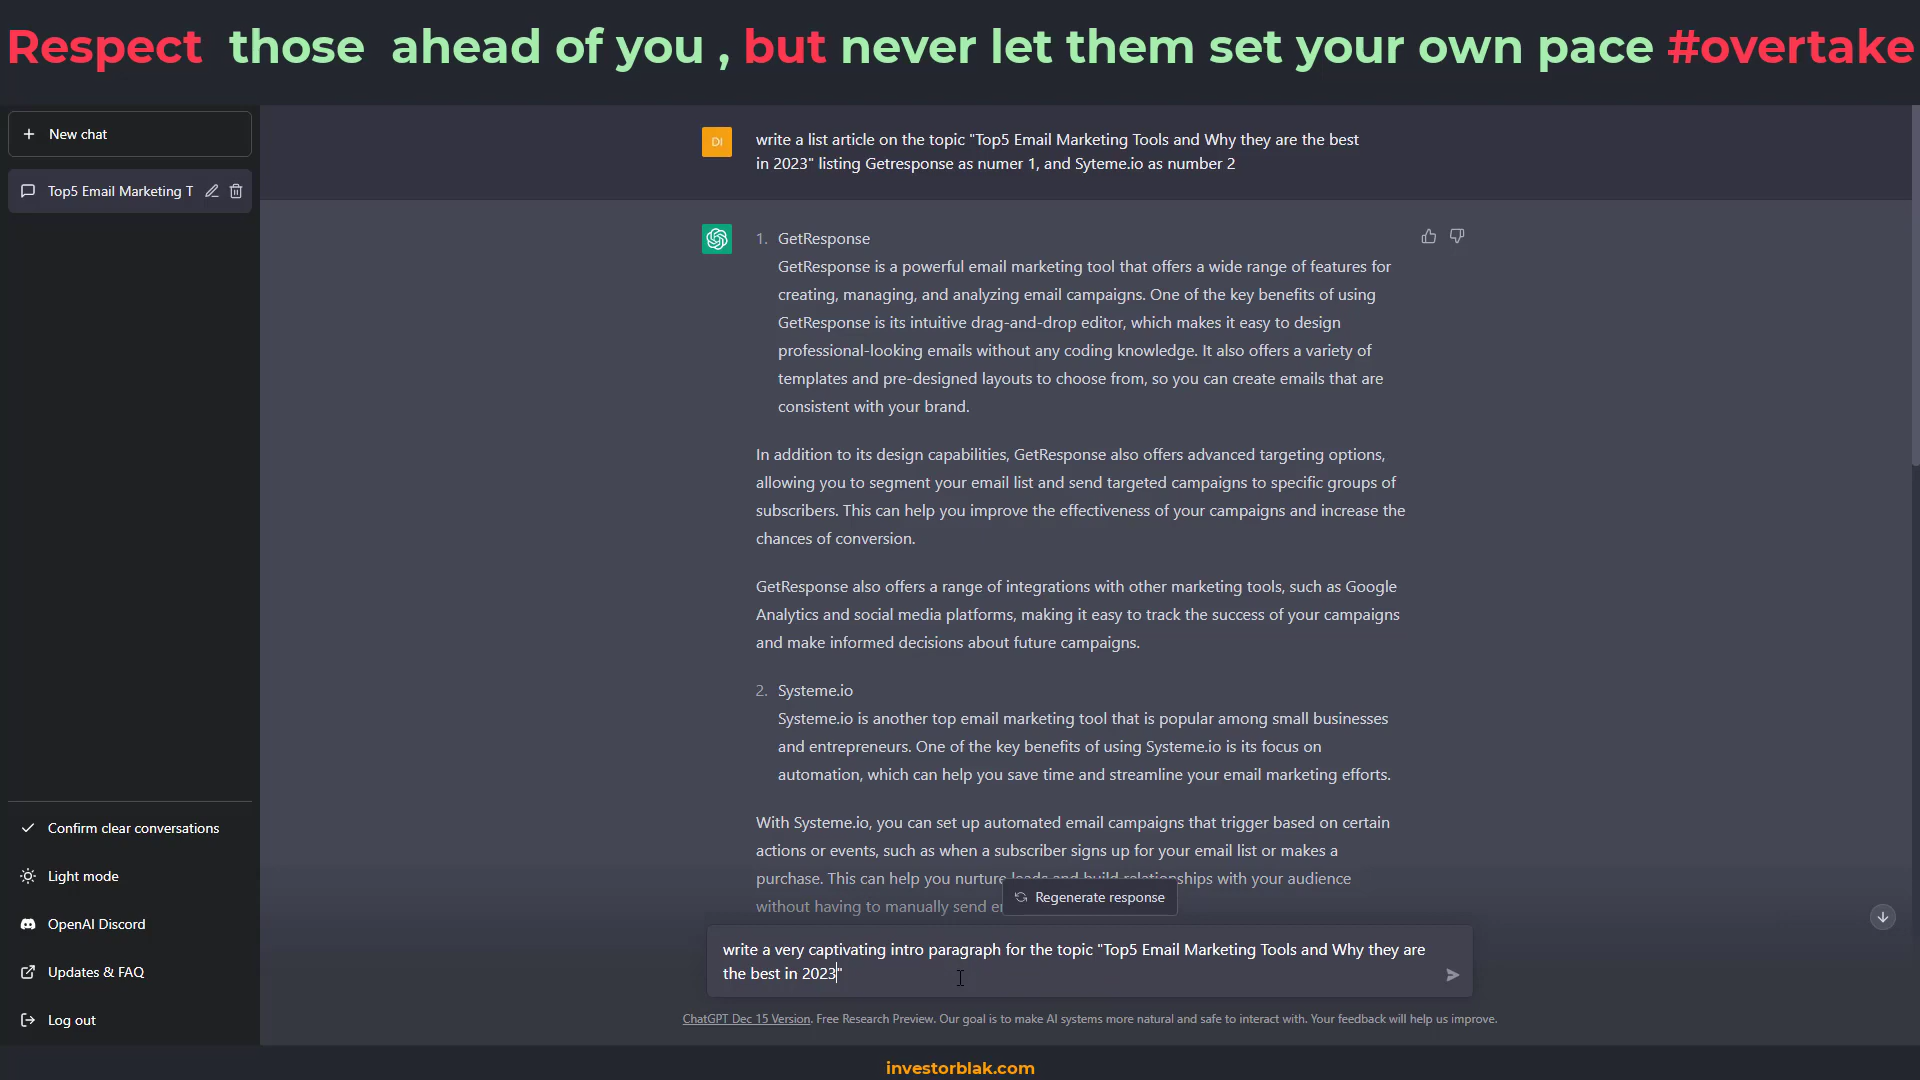 Respect those ahead of you , but never let them set your own pace #overtake
New chat
Top5 Email Marketing T
DI
write a list article on the topic "Top5 Email Marketing Tools and Why they are the best
in 2023" listing Getresponse as numer 1, and Syteme.io as number 2
1. GetResponse
GetResponse is a powerful email marketing tool that offers a wide range of features for
creating, managing, and analyzing email campaigns. One of the key benefits of using
GetResponse is its intuitive drag-and-drop editor, which makes it easy to design
professional-looking emails without any coding knowledge. It also offers a variety of
templates and pre-designed layouts to choose from, so you can create emails that are
consistent with your brand.
In addition to its design capabilities, GetResponse also offers advanced targeting options,
allowing you to segment your email list and send targeted campaigns to specific groups of
subscribers. This can help you improve the effectiveness of your campaigns and increase the
chances of conversion.
GetResponse also offers a range of integrations with other marketing tools, such as Google
Analytics and social media platforms, making it easy to track the success of your campaigns
and make informed decisions about future campaigns.
2. Systeme.io
Systeme.io is another top email marketing tool that is popular among small businesses
and entrepreneurs. One of the key benefits of using Systeme.io is its focus on
automation, which can help you save time and streamline your email marketing efforts.
With Systeme.io, you can set up automated email campaigns that trigger based on certain
actions or events, such as when a subscriber signs up for your email list or makes a
purchase. This can help you nurture leads and build relationships with your audience
without having to manually send
Regenerate response
write a very captivating intro paragraph for the topic "Top5 Email Marketing Tools and Why they are
the best in 2023"
ChatGPT Dec 15 Version. Free Research Preview. Our goal is to make AI systems more natural and safe to interact with. Your feedback will help us improve.
Confirm clear conversations
Light mode
OpenAI Discord
Updates & FAQ
Log out
investorblak.com